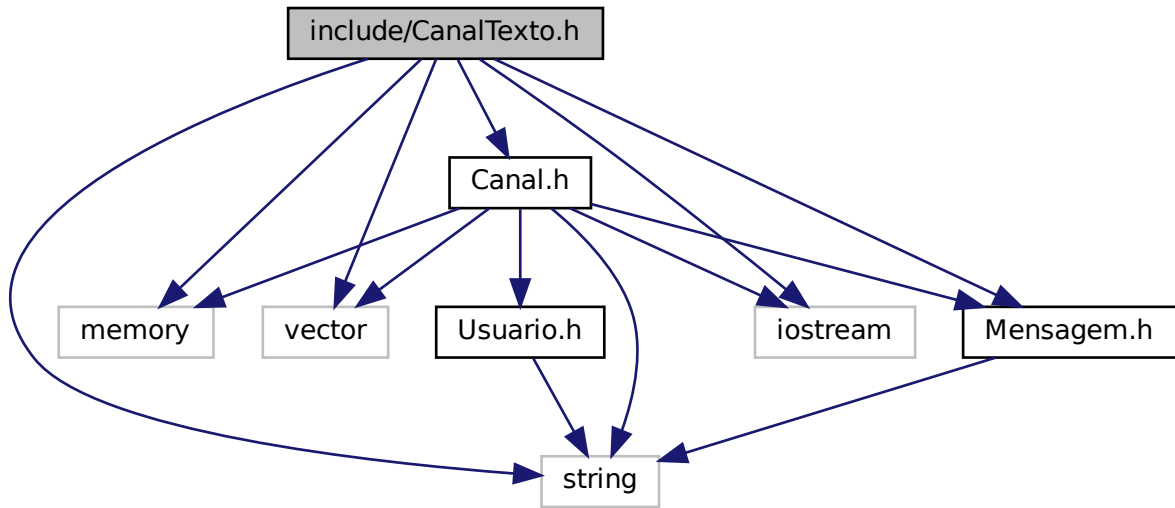 include/CanalTexto.h
Canal.h
memory
vector
Usuario.h
iostream
Mensagem.h
string